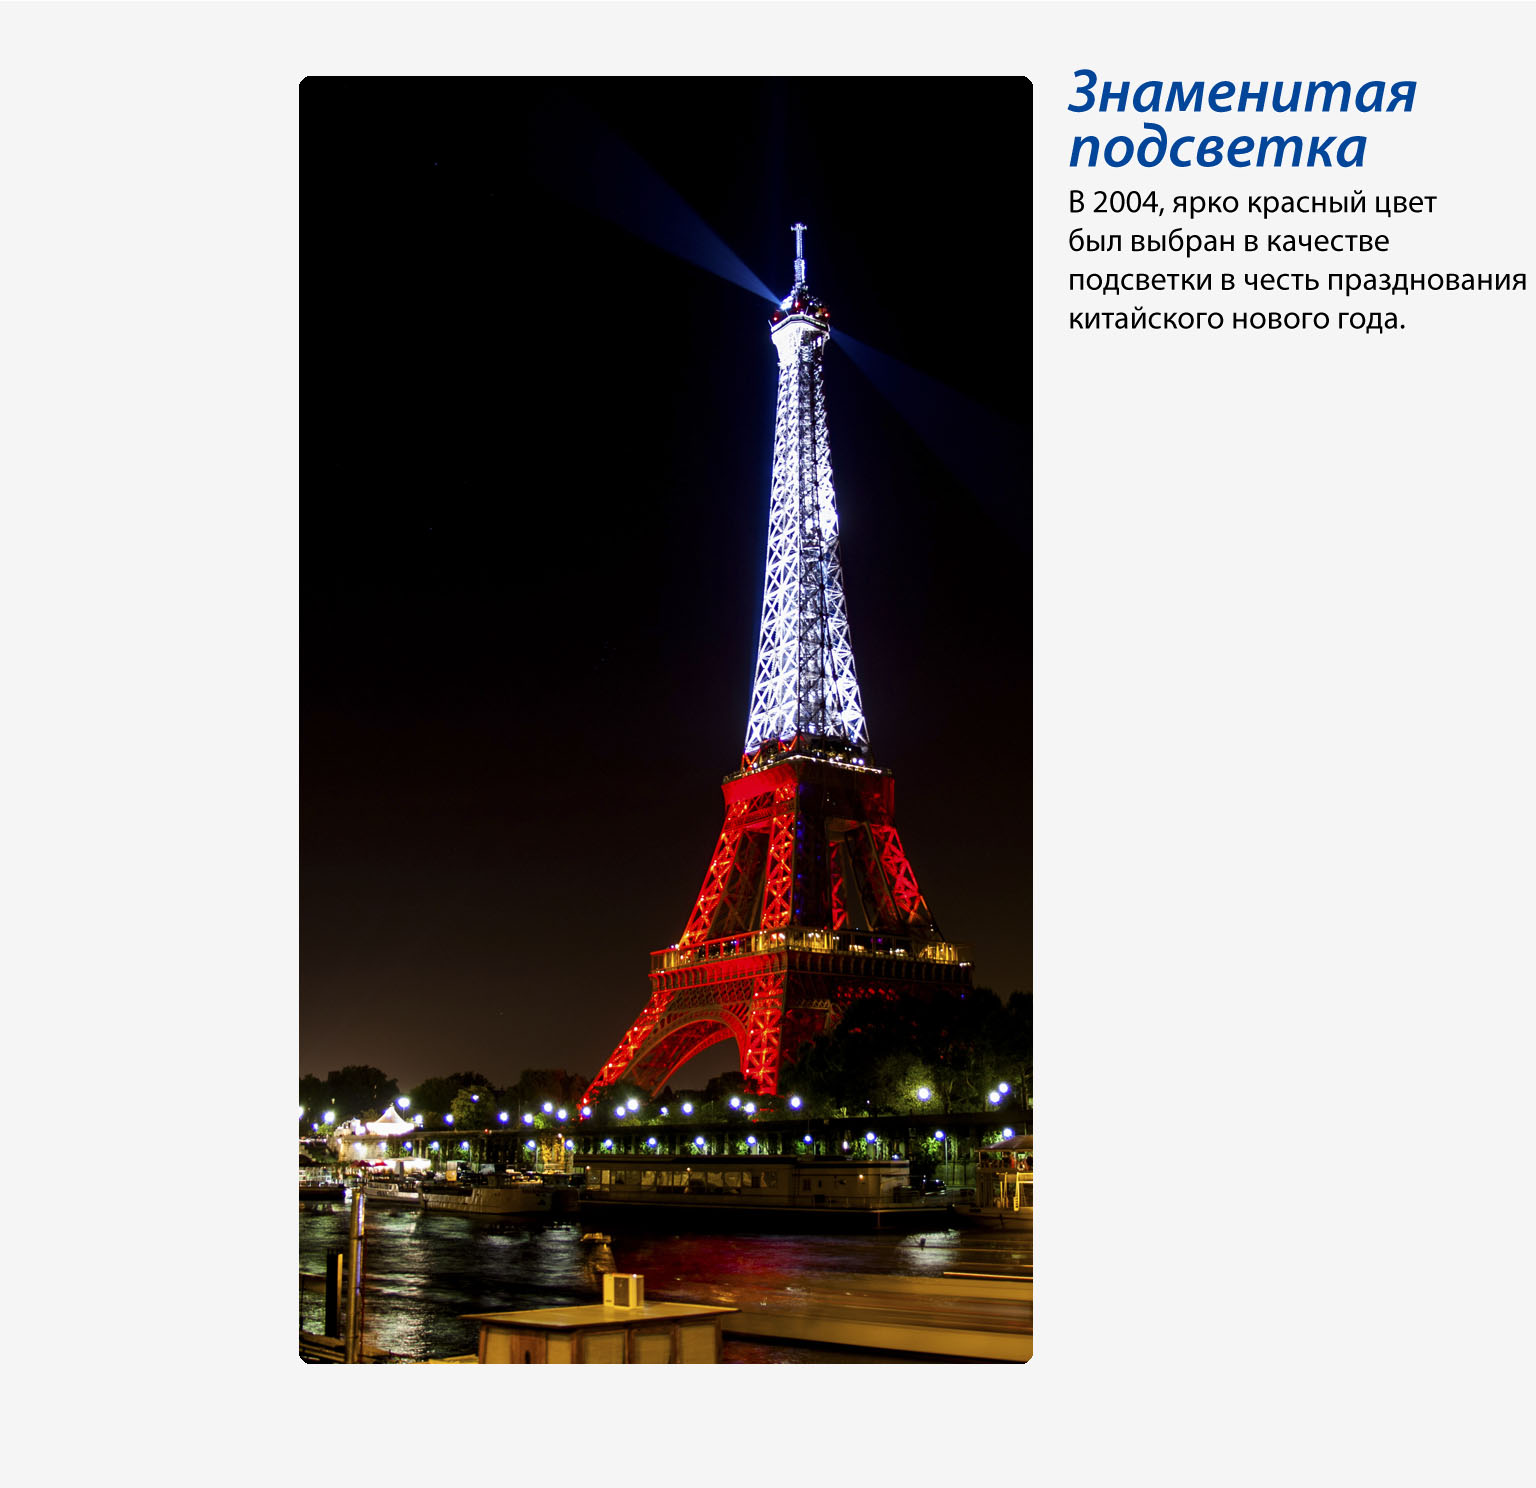 Знаменитая
подсветка
В 2004, ярко красный цвет
был выбран в качестве
подсветки в честь празднования
китайского нового года.